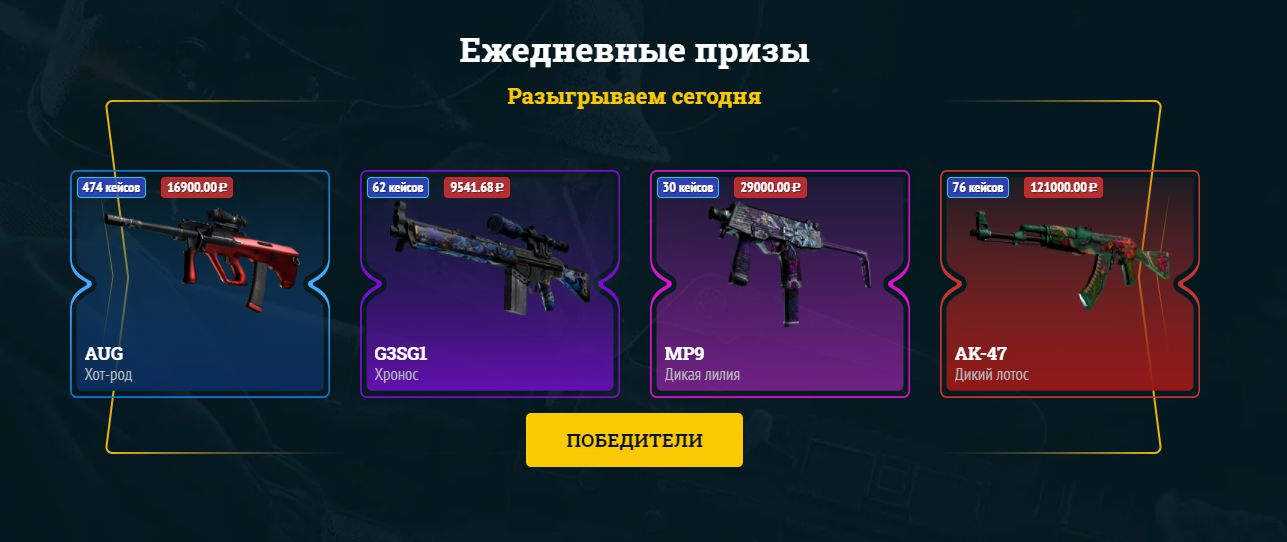 Ежедневные призы
Разыгрываем сегодня
474 кейсов 16900.00 ₽
AUG
Хот-род
62 кейсов 9541.68 ₽
G3SG1
Хронос
30 кейсов 29000.00 ₽
MP9
Дикая лилия
76 кейсов 121000.00 ₽
AK-47
Дикий лотос
ПОБЕДИТЕЛИ